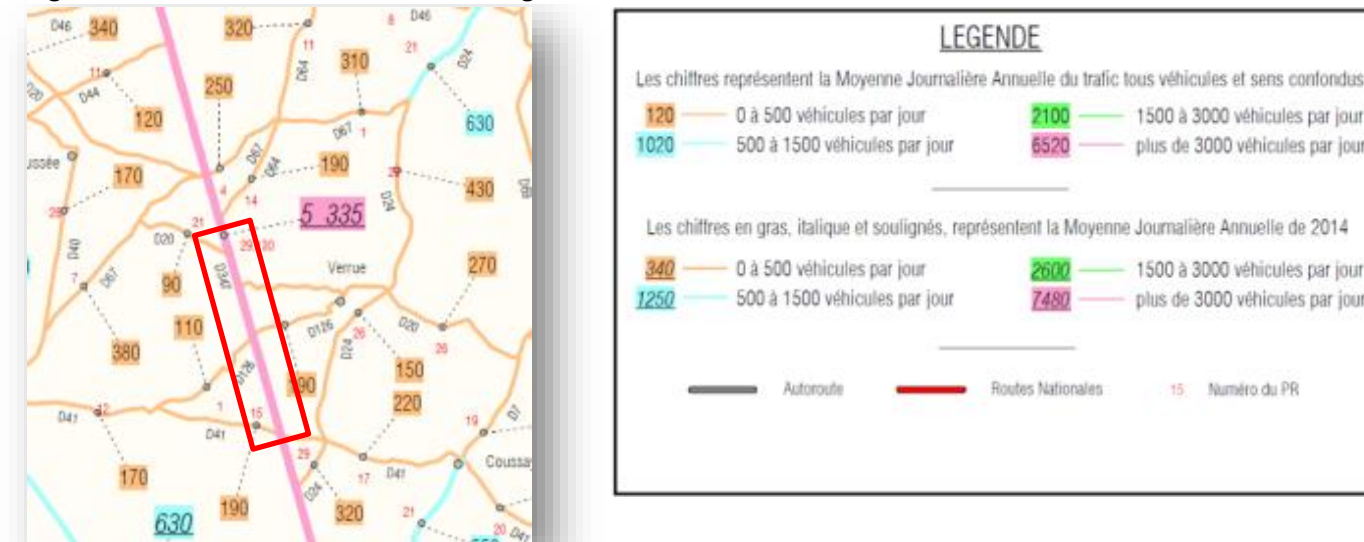 D46
340
320
8
D46
11
21
D64
D24
310
11
D44
D20
250
120
D67
1
630
ussée
D67
D64
190
170
4
430
14
28
D24
5 335
21
D20
29
30
D40
D67
7
D347
Verrue
270
90
110
D126
26
D24
D20
26
380
150
D126
190
220
12
D41
1
15
D41
19
D7
29
Coussa
17
D41
170
D24
190
320
630
21
20
D41
LEGENDE
Les chiffres représentent la Moyenne Journalière Annuelle du trafic tous véhicules et sens confondus
120 0 à 500 véhicules par jour 2100 1500 à 3000 véhicules par jour
1020 500 à 1500 véhicules par jour 6520 plus de 3000 véhicules par jour
Les chiffres en gras, italique et soulignés, représentent la Moyenne Journalière Annuelle de 2014
340 0 à 500 véhicules par jour 2600 1500 à 3000 véhicules par jour
1250 500 à 1500 véhicules par jour 7480 plus de 3000 véhicules par jour
Autoroute Routes Nationales 15 Numéro du PR